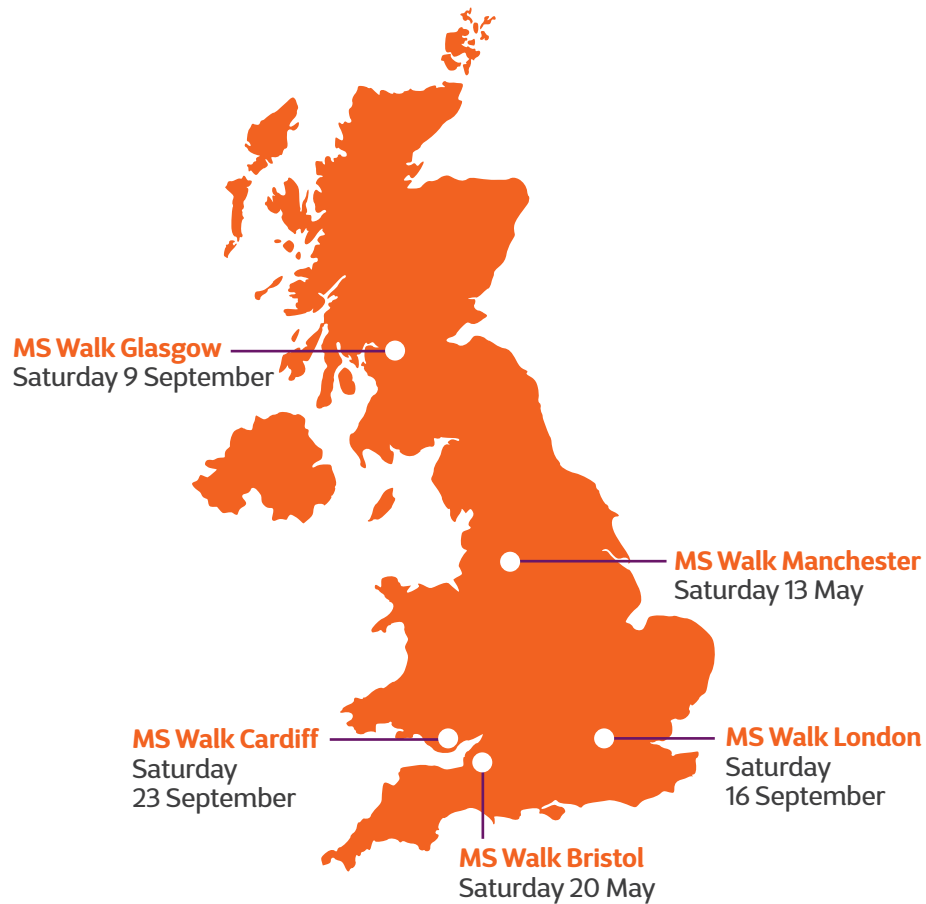 MS Walk Glasgow
Saturday 9 September
MS Walk Manchester
Saturday 13 May
MS Walk Cardiff
Saturday
23 September
MS Walk London
Saturday
16 September
MS Walk Bristol
Saturday 20 May